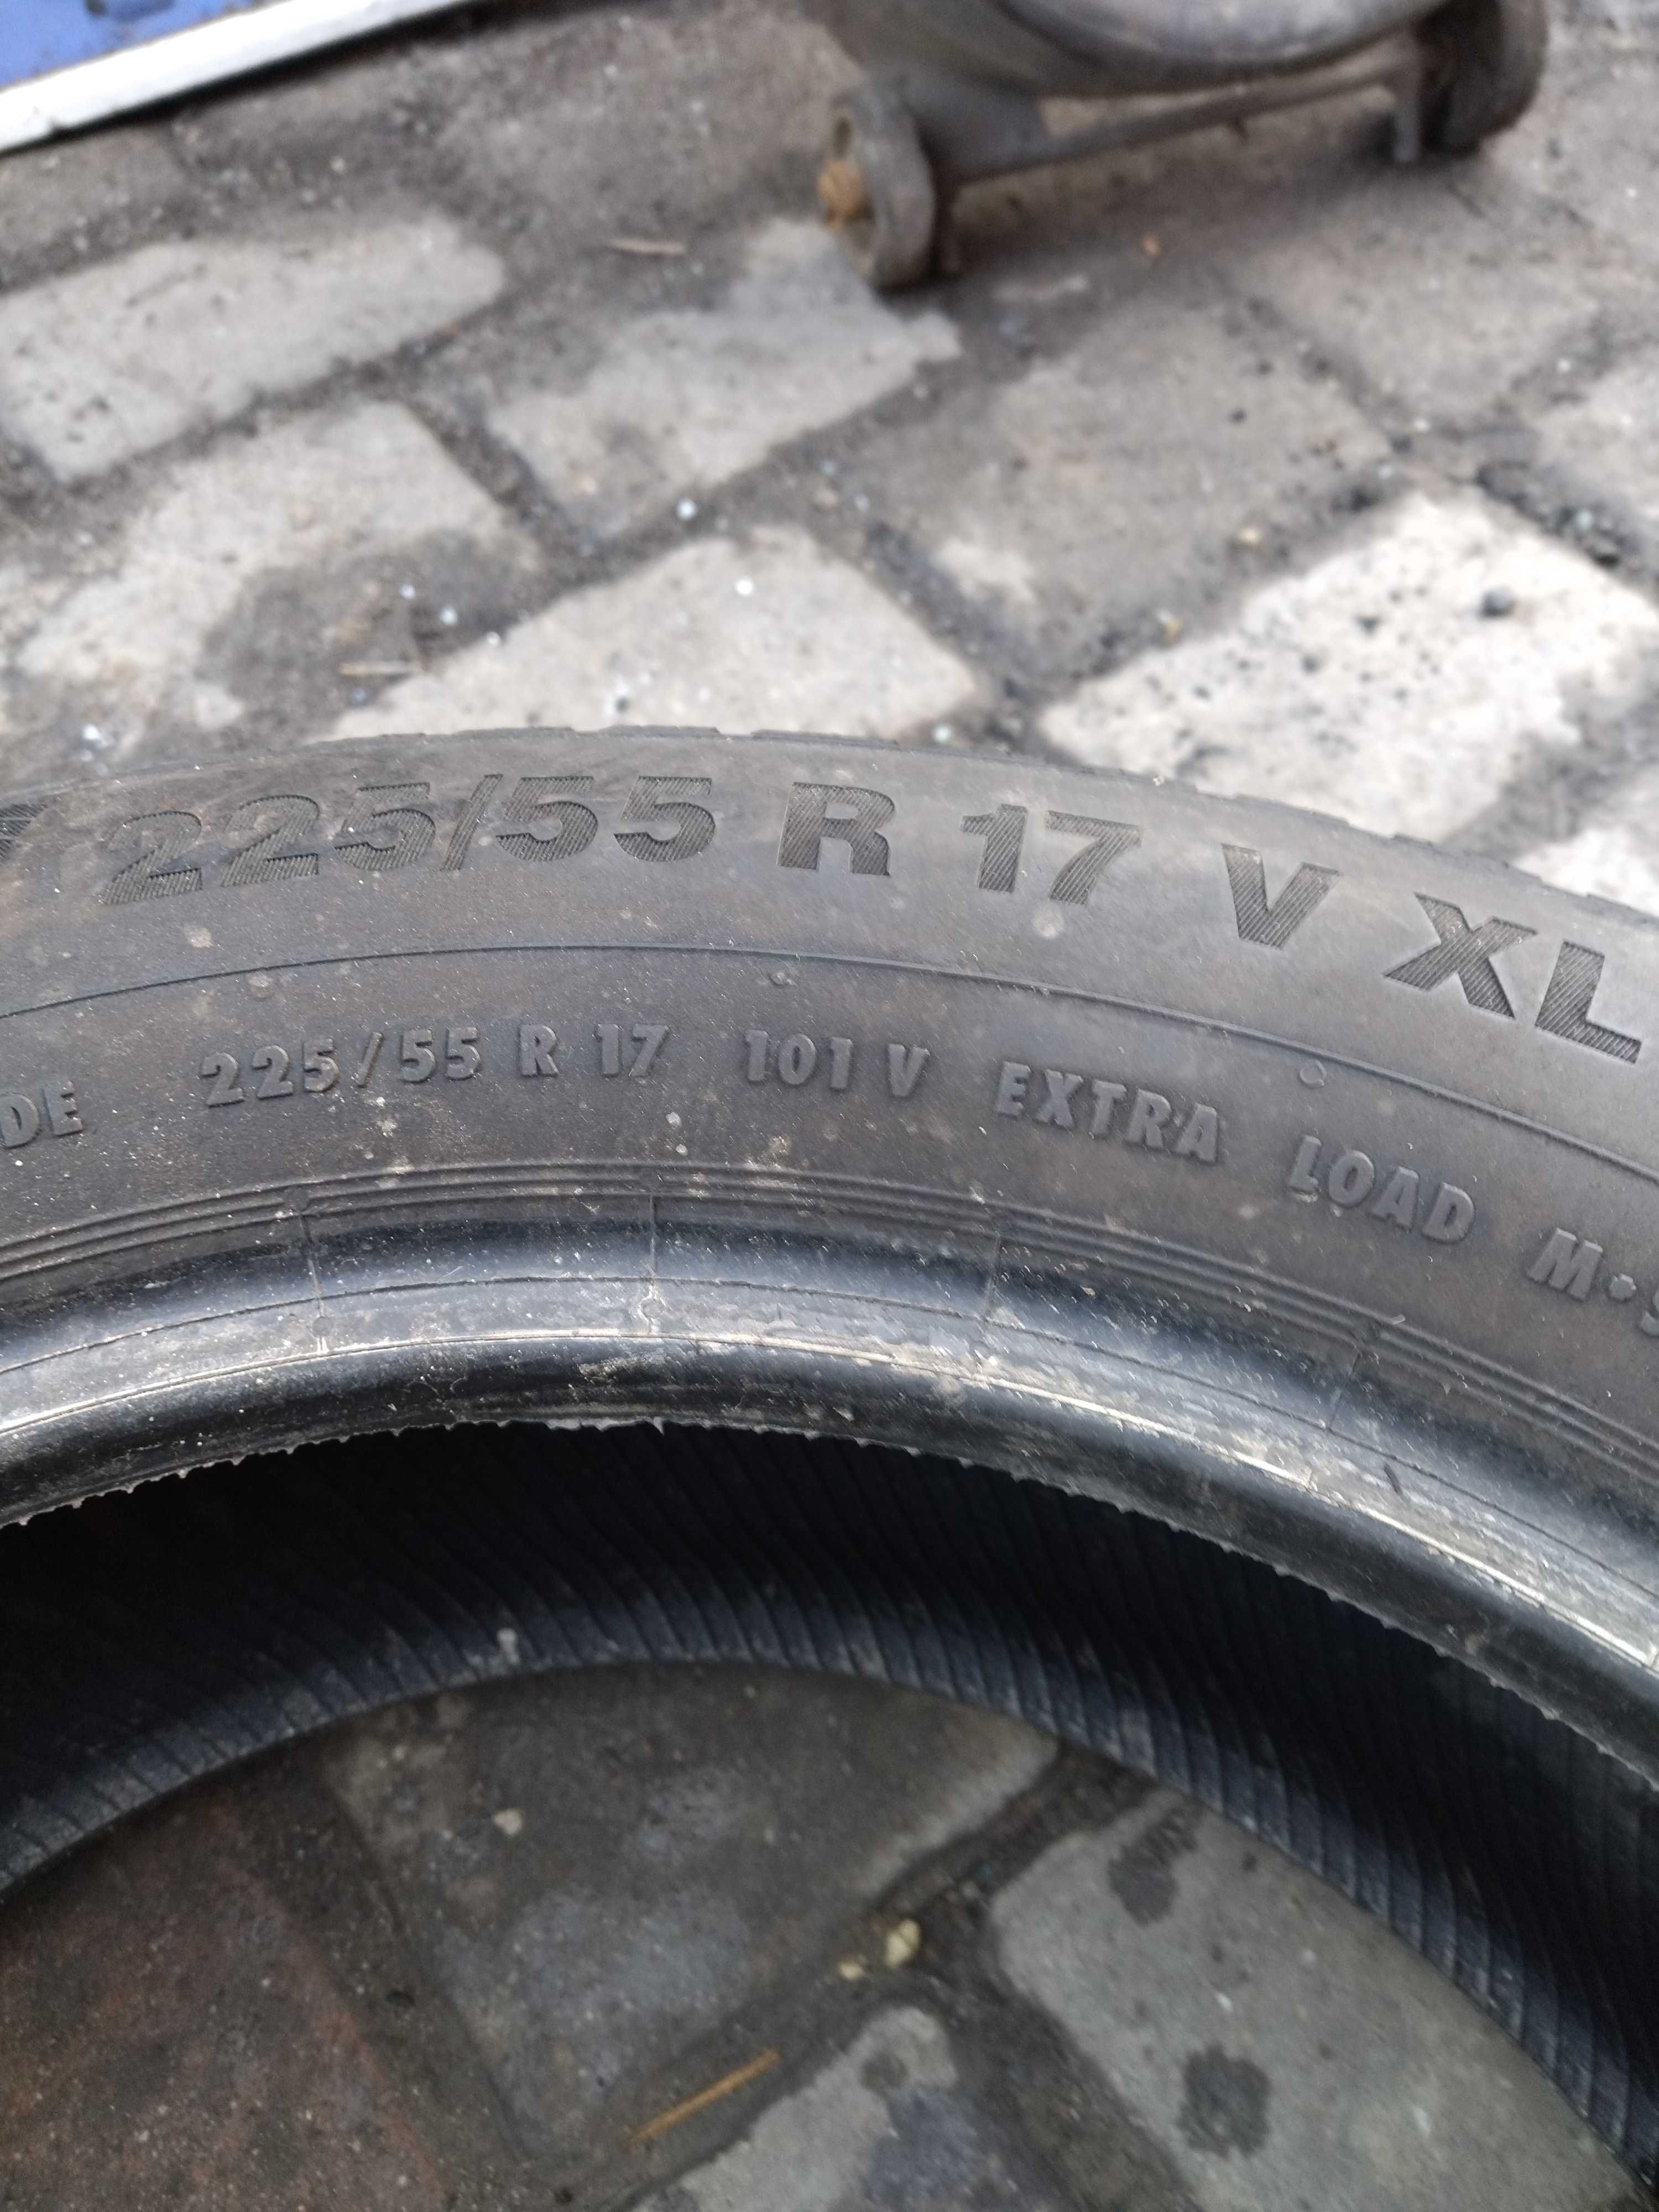 225/55 R 17 V XL
DE 225/55 R 17 101 V EXTRA LOAD M•S